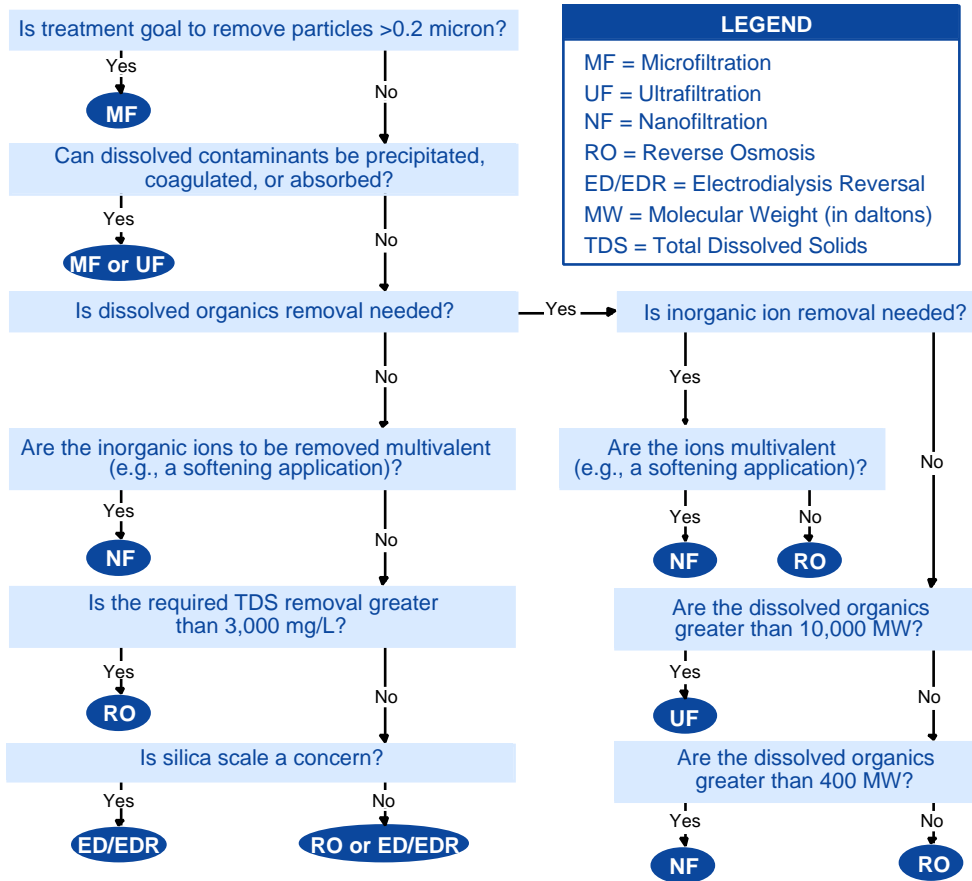 Is treatment goal to remove particles >0.2 micron?
Yes
No
MF
Can dissolved contaminants be precipitated,
coagulated, or absorbed?
Yes
No
MF or UF
LEGEND
MF = Microfiltration
UF = Ultrafiltration
NF = Nanofiltration
RO = Reverse Osmosis
ED/EDR = Electrodialysis Reversal
MW = Molecular Weight (in daltons)
TDS = Total Dissolved Solids
Is dissolved organics removal needed?
Yes
Is inorganic ion removal needed?
No
Yes
No
Are the inorganic ions to be removed multivalent
(e.g., a softening application)?
Yes
No
NF
Are the ions multivalent
(e.g., a softening application)?
Yes
No
NF
RO
Is the required TDS removal greater
than 3,000 mg/L?
Yes
No
RO
Are the dissolved organics
greater than 10,000 MW?
Yes
No
UF
Is silica scale a concern?
Yes
No
ED/EDR
RO or ED/EDR
Are the dissolved organics
greater than 400 MW?
Yes
No
NF
RO